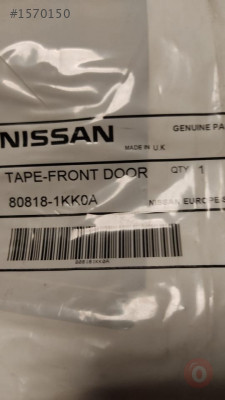 #1570150
NISSAN
GENUINE PA
MADE IN U.K
TAPE-FRONT DOOR
QTY 1
80818-1KK0A
NISSAN EUROPE